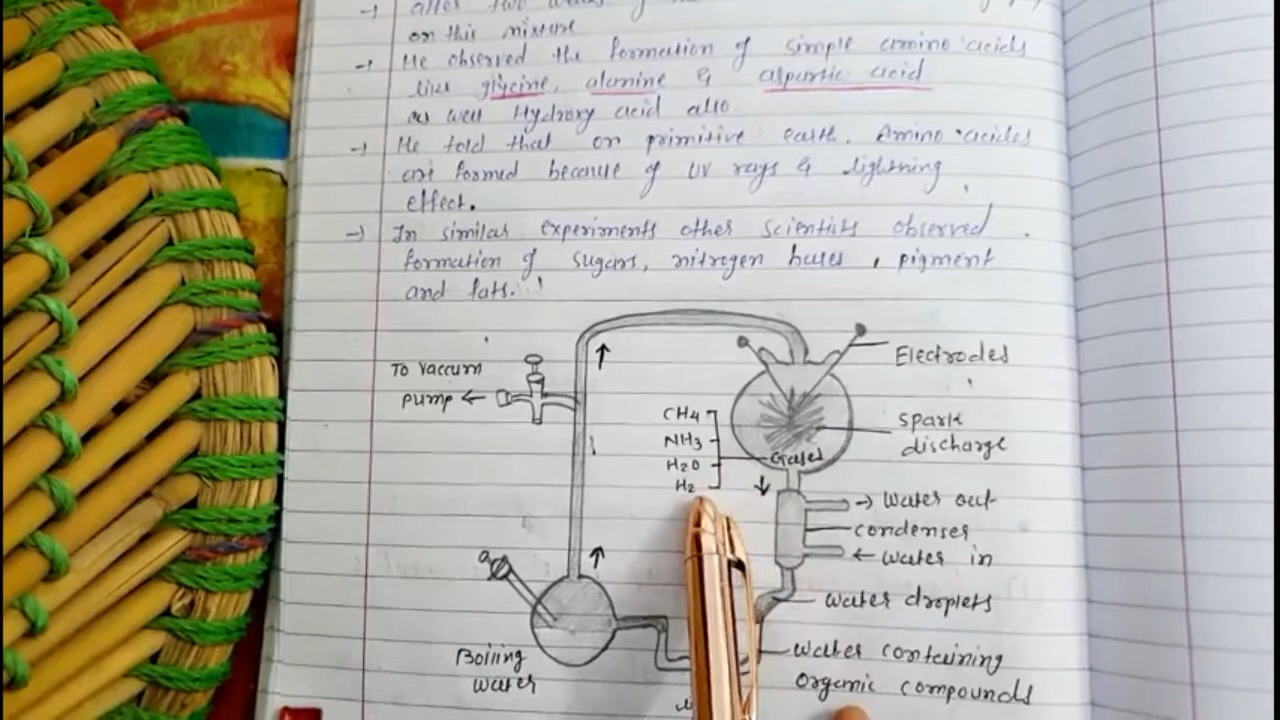 → after two
on this mixture
→ He observed the formation of simple amino acids
like glycine, alanine & aspartic acid
as well Hydroxy acid also.
→ He told that on primitive earth. Amino acides
are formed because of UV rays & lightning
effect.
→ In similar experiments other scientists observed
formation of sugars, nitrogen bases, pigment
and fats.
To vaccum
pump ←
Electrodes
CH4
NH3
H2O
H2
Gases
spark
discharge
→ water out
condenser
← water in
water droplets
Boiling
water
water containing
organic compounds